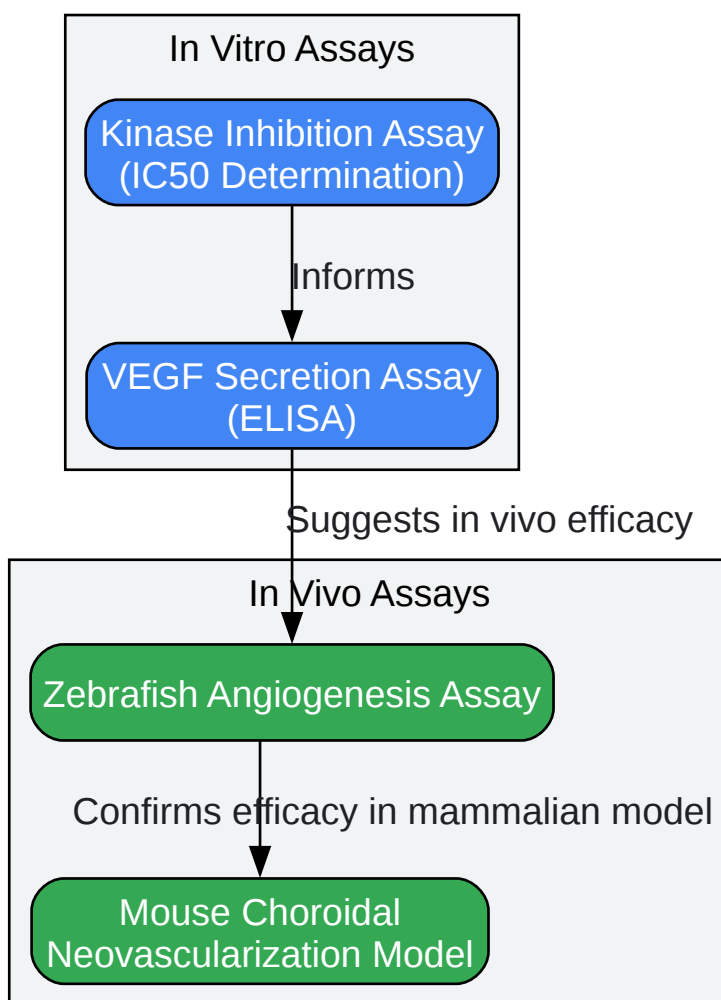 In Vitro Assays
Kinase Inhibition Assay
(IC50 Determination)
Informs
VEGF Secretion Assay
(ELISA)
Suggests in vivo efficacy
In Vivo Assays
Zebrafish Angiogenesis Assay
Confirms efficacy in mammalian model
Mouse Choroidal
Neovascularization Model